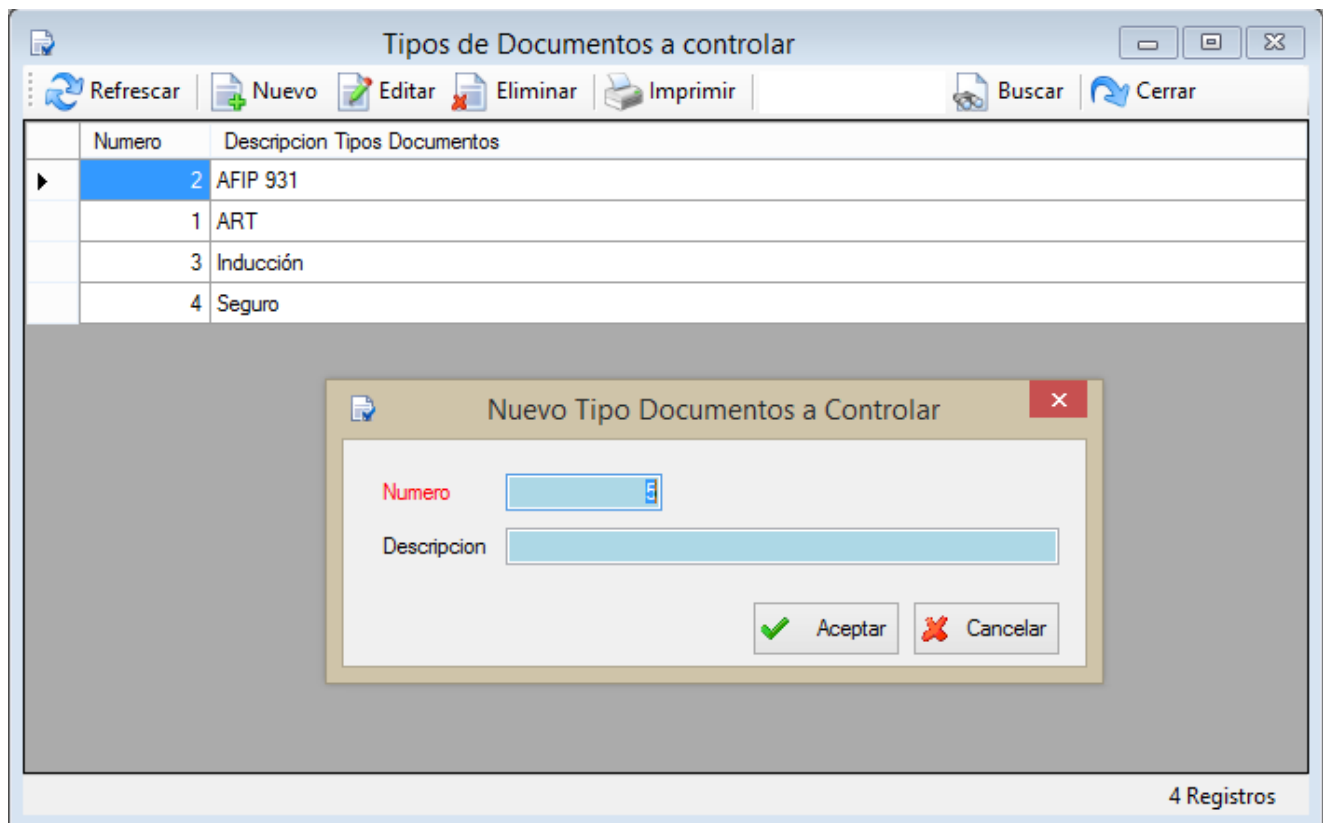 Tipos de Documentos a controlar
Refrescar Nuevo Editar Eliminar Imprimir Buscar Cerrar
Numero Descripcion Tipos Documentos
2 AFIP 931
1 ART
3 Inducción
4 Seguro
Nuevo Tipo Documentos a Controlar
Numero 5
Descripcion
Aceptar Cancelar
4 Registros